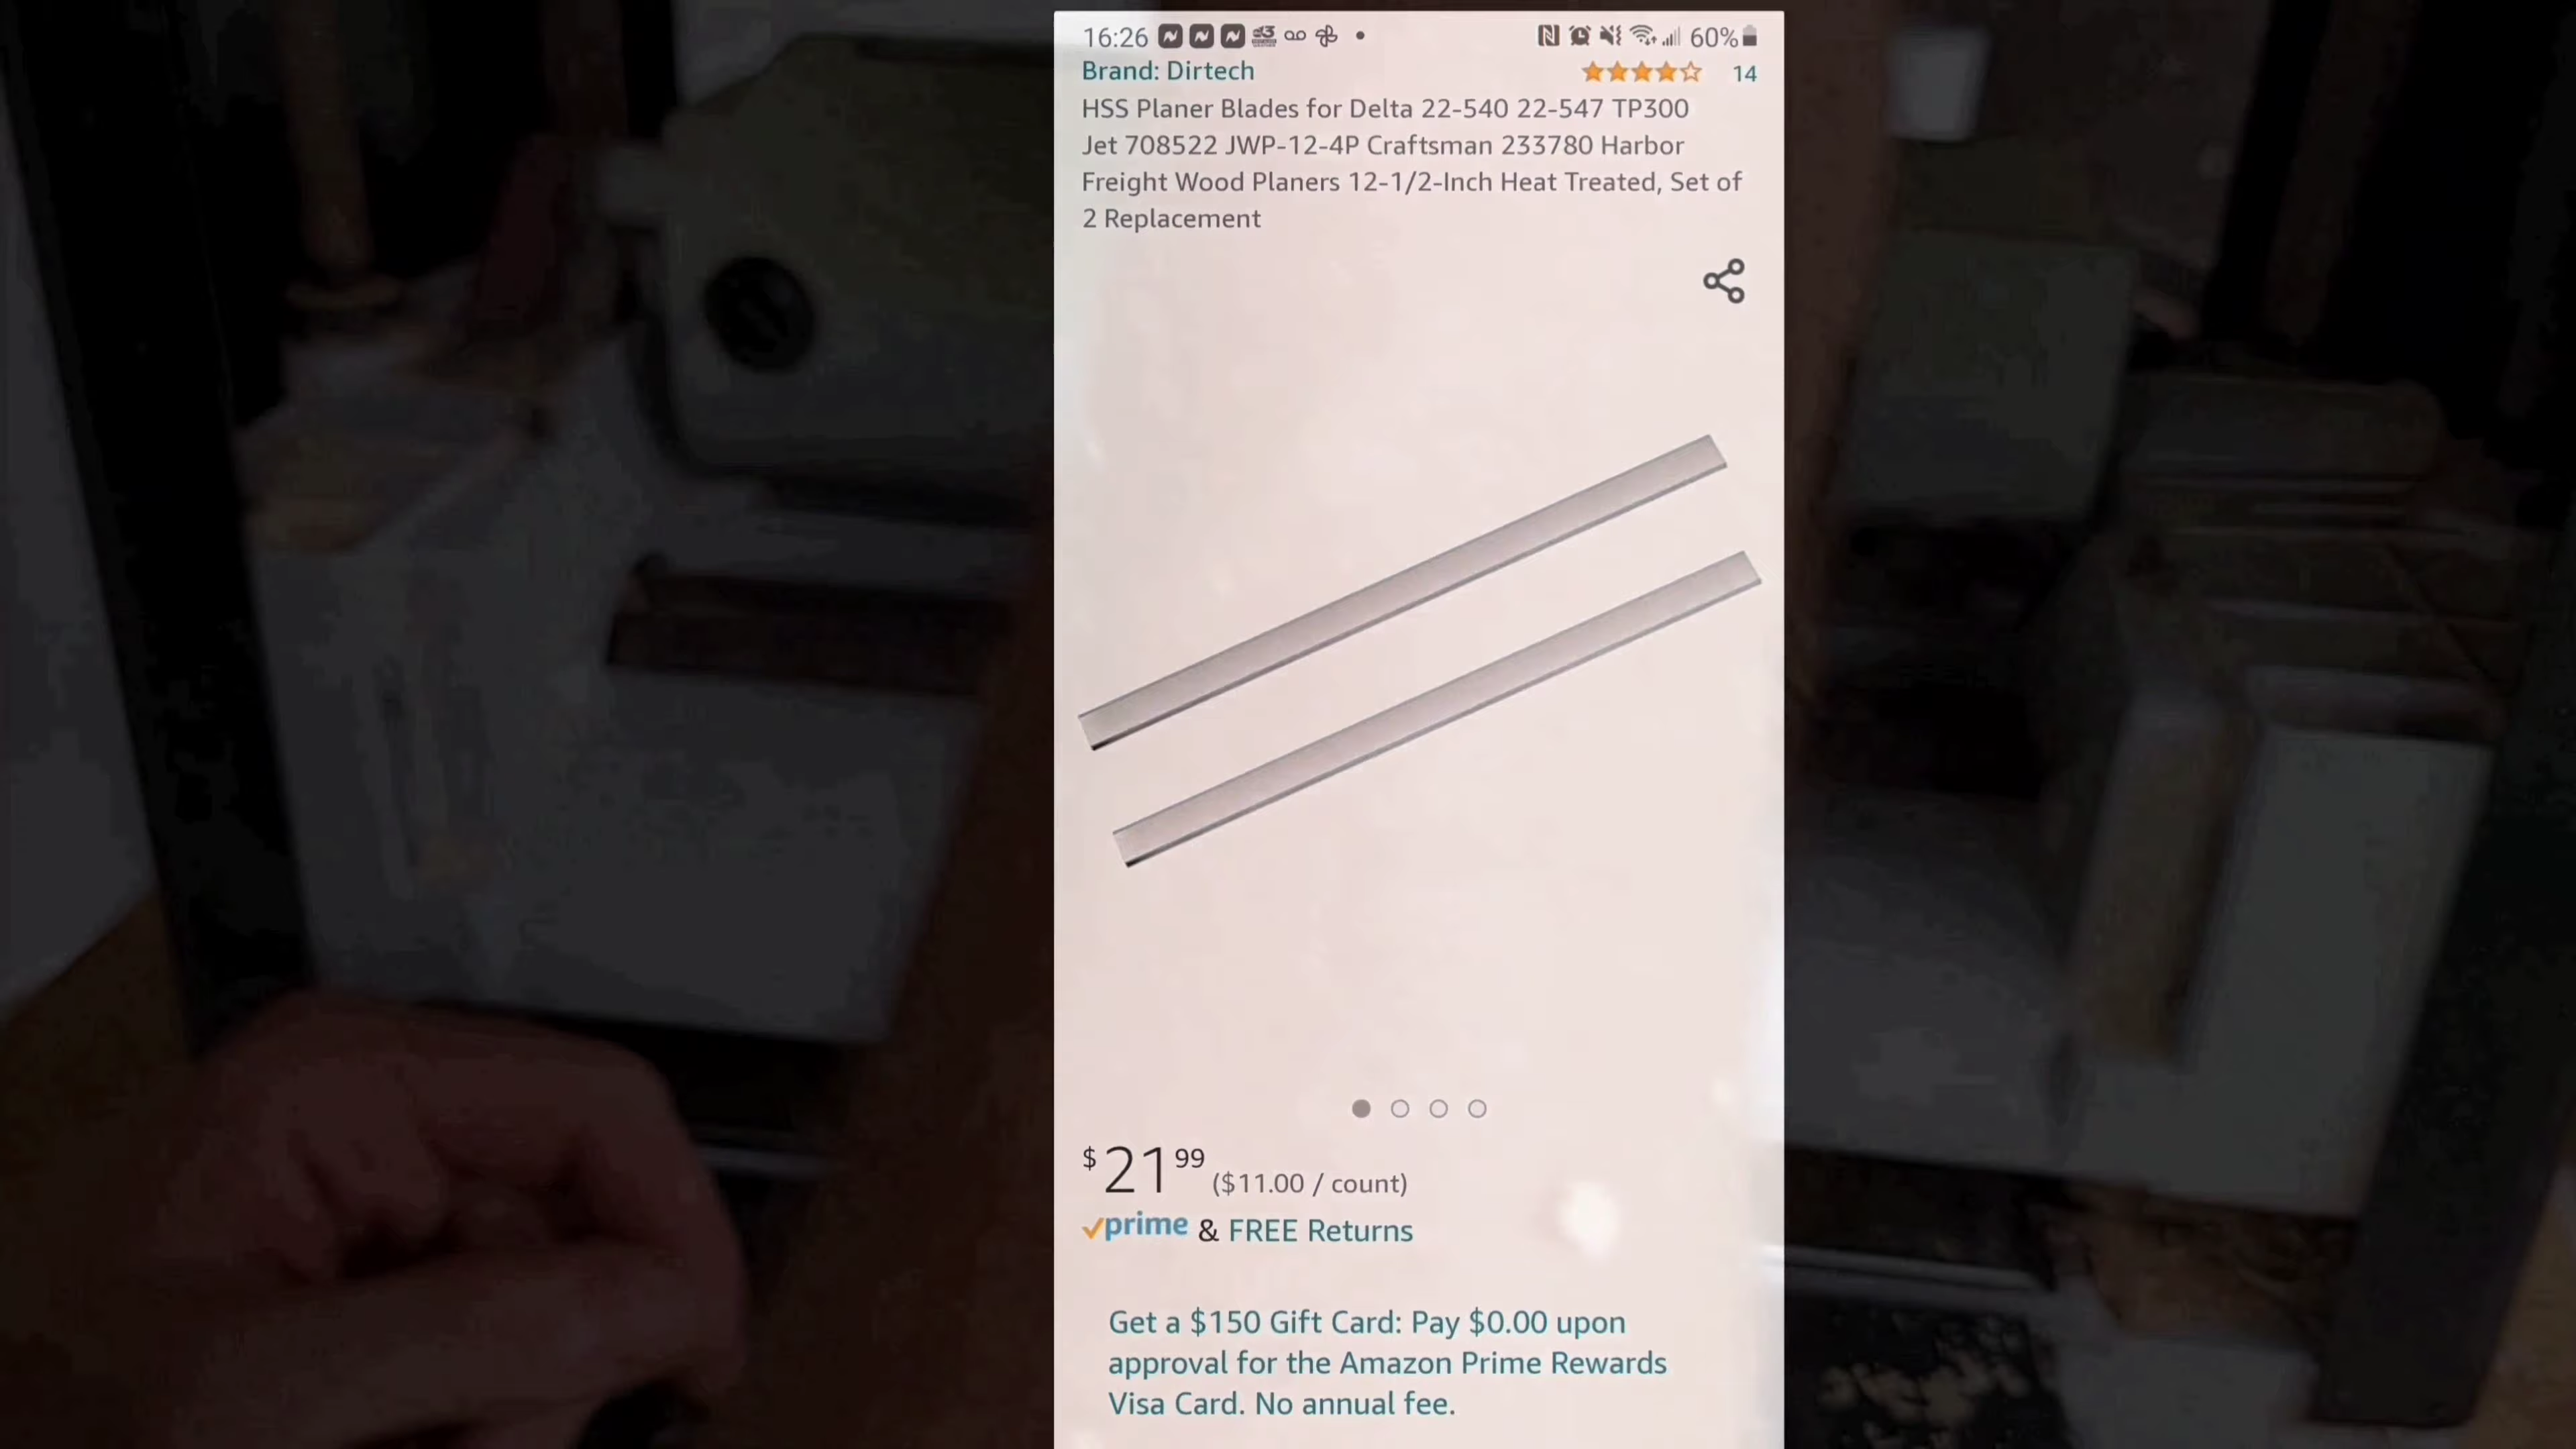 16:26 60%
Brand: Dirtech 14
HSS Planer Blades for Delta 22-540 22-547 TP300
Jet 708522 JWP-12-4P Craftsman 233780 Harbor
Freight Wood Planers 12-1/2-Inch Heat Treated, Set of
2 Replacement
$21 99 ($11.00 / count)
prime & FREE Returns
Get a $150 Gift Card: Pay $0.00 upon
approval for the Amazon Prime Rewards
Visa Card. No annual fee.